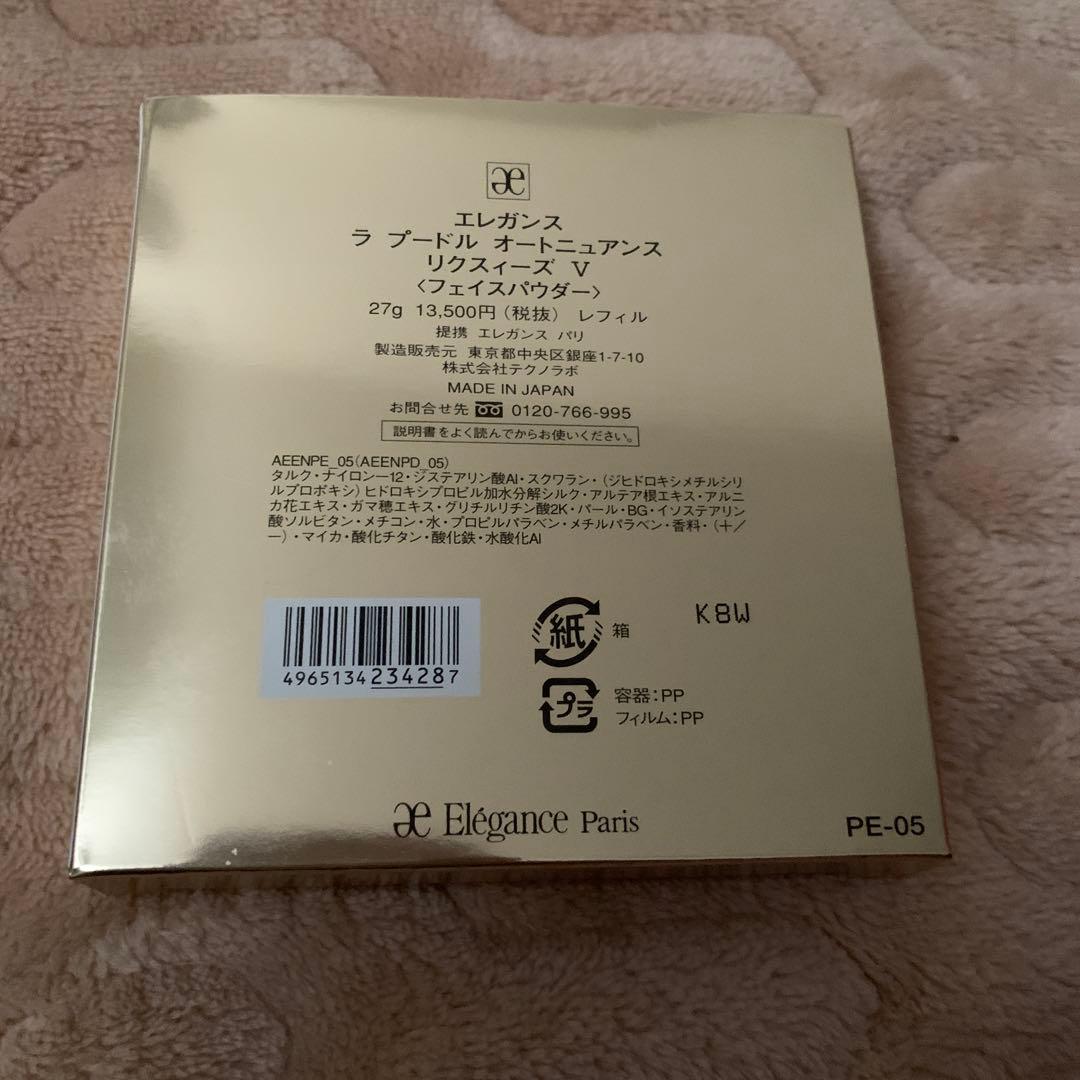 æ
エレガンス
ラ プードル オートニュアンス
リクスィーズ V
〈フェイスパウダー〉
27g 13,500円(税抜) レフィル
提携 エレガンス パリ
製造販売元 東京都中央区銀座1-7-10
株式会社テクノラボ
MADE IN JAPAN
お問合せ先 0120-766-995
説明書をよく読んでからお使いください。
AEENPE_05(AEENPD_05)
タルク・ナイロン―12・ジステアリン酸Al・スクワラン・(ジヒドロキシメチルシリ
ルプロポキシ)ヒドロキシプロピル加水分解シルク・アルテア根エキス・アルニ
カ花エキス・ガマ穂エキス・グリチルリチン酸2K・パール・BG・イソステアリン
酸ソルビタン・メチコン・水・プロピルパラベン・メチルパラベン・香料・(+/
―)・マイカ・酸化チタン・酸化鉄・水酸化Al
4965134234287
紙 箱
K8W
プラ 容器:PP
フィルム:PP
æ Elégance Paris
PE-05